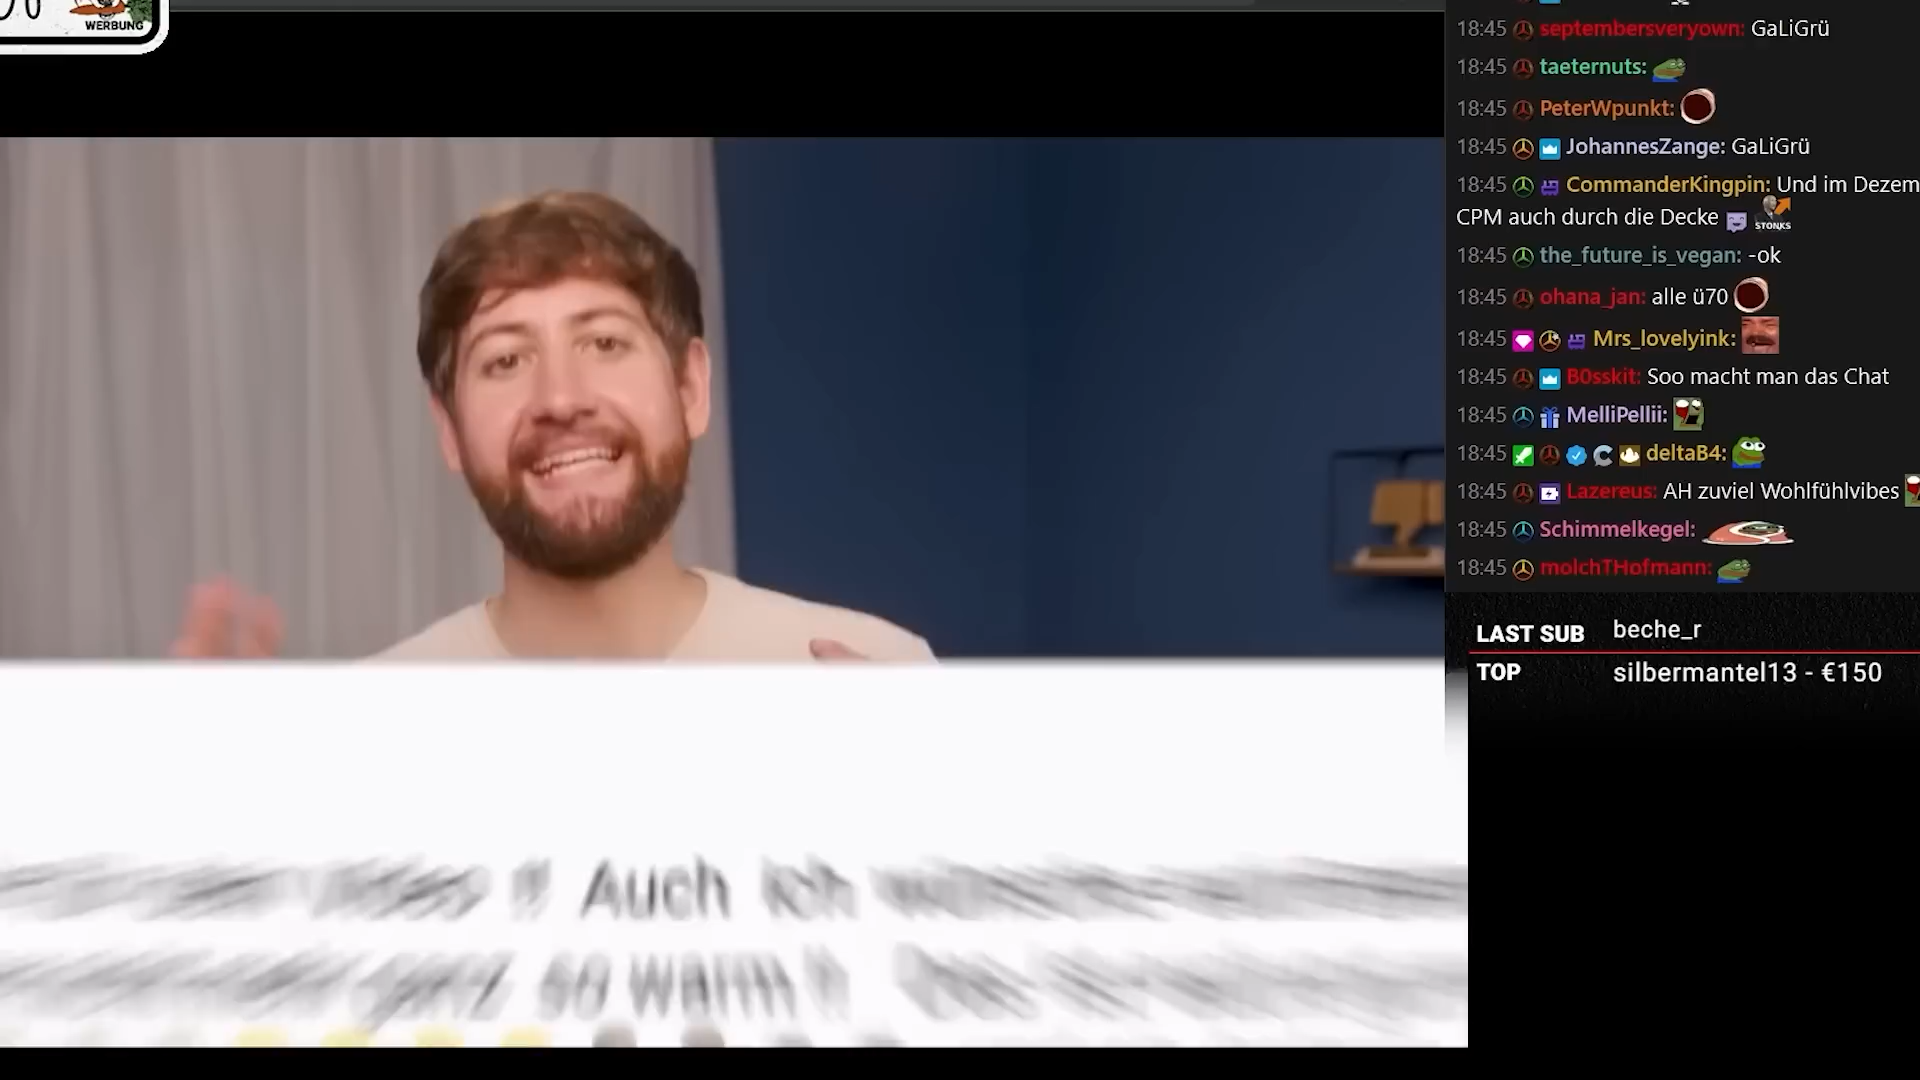 WERBUNG
18:45 septembersveryown: GaLiGrü
18:45 taeternuts:
18:45 PeterWpunkt:
18:45 JohannesZange: GaLiGrü
18:45 CommanderKingpin: Und im Dezem
CPM auch durch die Decke STONKS
18:45 the_future_is_vegan: -ok
18:45 ohana_jan: alle ü70
18:45 Mrs_lovelyink:
18:45 B0sskit: Soo macht man das Chat
18:45 MelliPellii:
18:45 deltaB4:
18:45 Lazereus: AH zuviel Wohlfühlvibes
18:45 Schimmelkegel:
18:45 molchTHofmann:
LAST SUB beche_r
TOP silbermantel13 - €150
!! Auch ich
ganz so warm !!